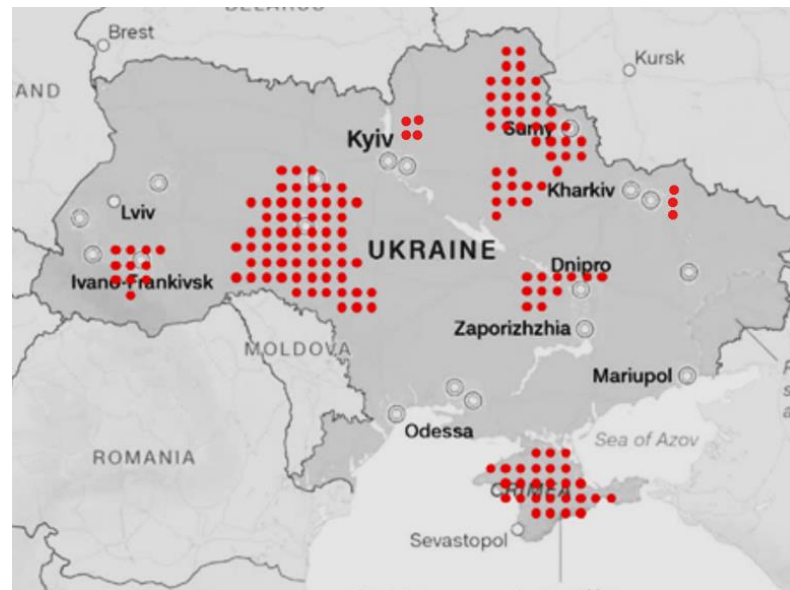 BELARUS
Brest
Kursk
AND
Kyiv
Sumy
Kharkiv
Lviv
UKRAINE
Dnipro
Ivano-Frankivsk
Zaporizhzhia
MOLDOVA
Mariupol
Odessa
Sea of Azov
ROMANIA
CRIMEA
Sevastopol